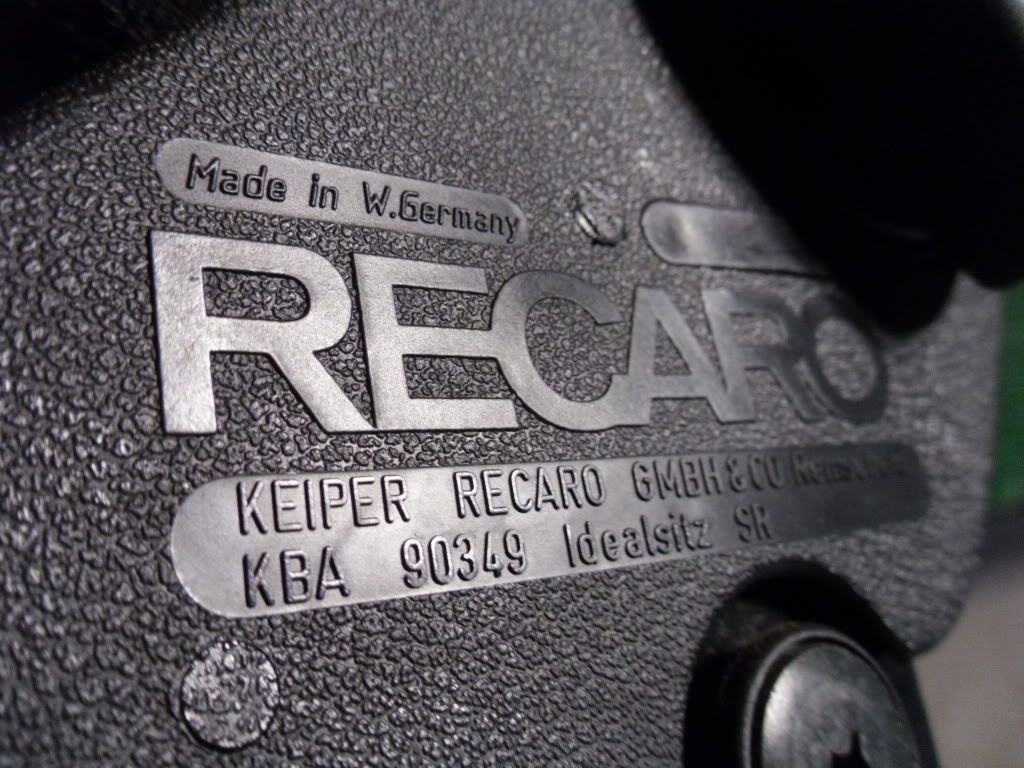 Made in W.Germany
RECARO
KEIPER RECARO GMBH & CO
KBA 90349 Idealsitz SR